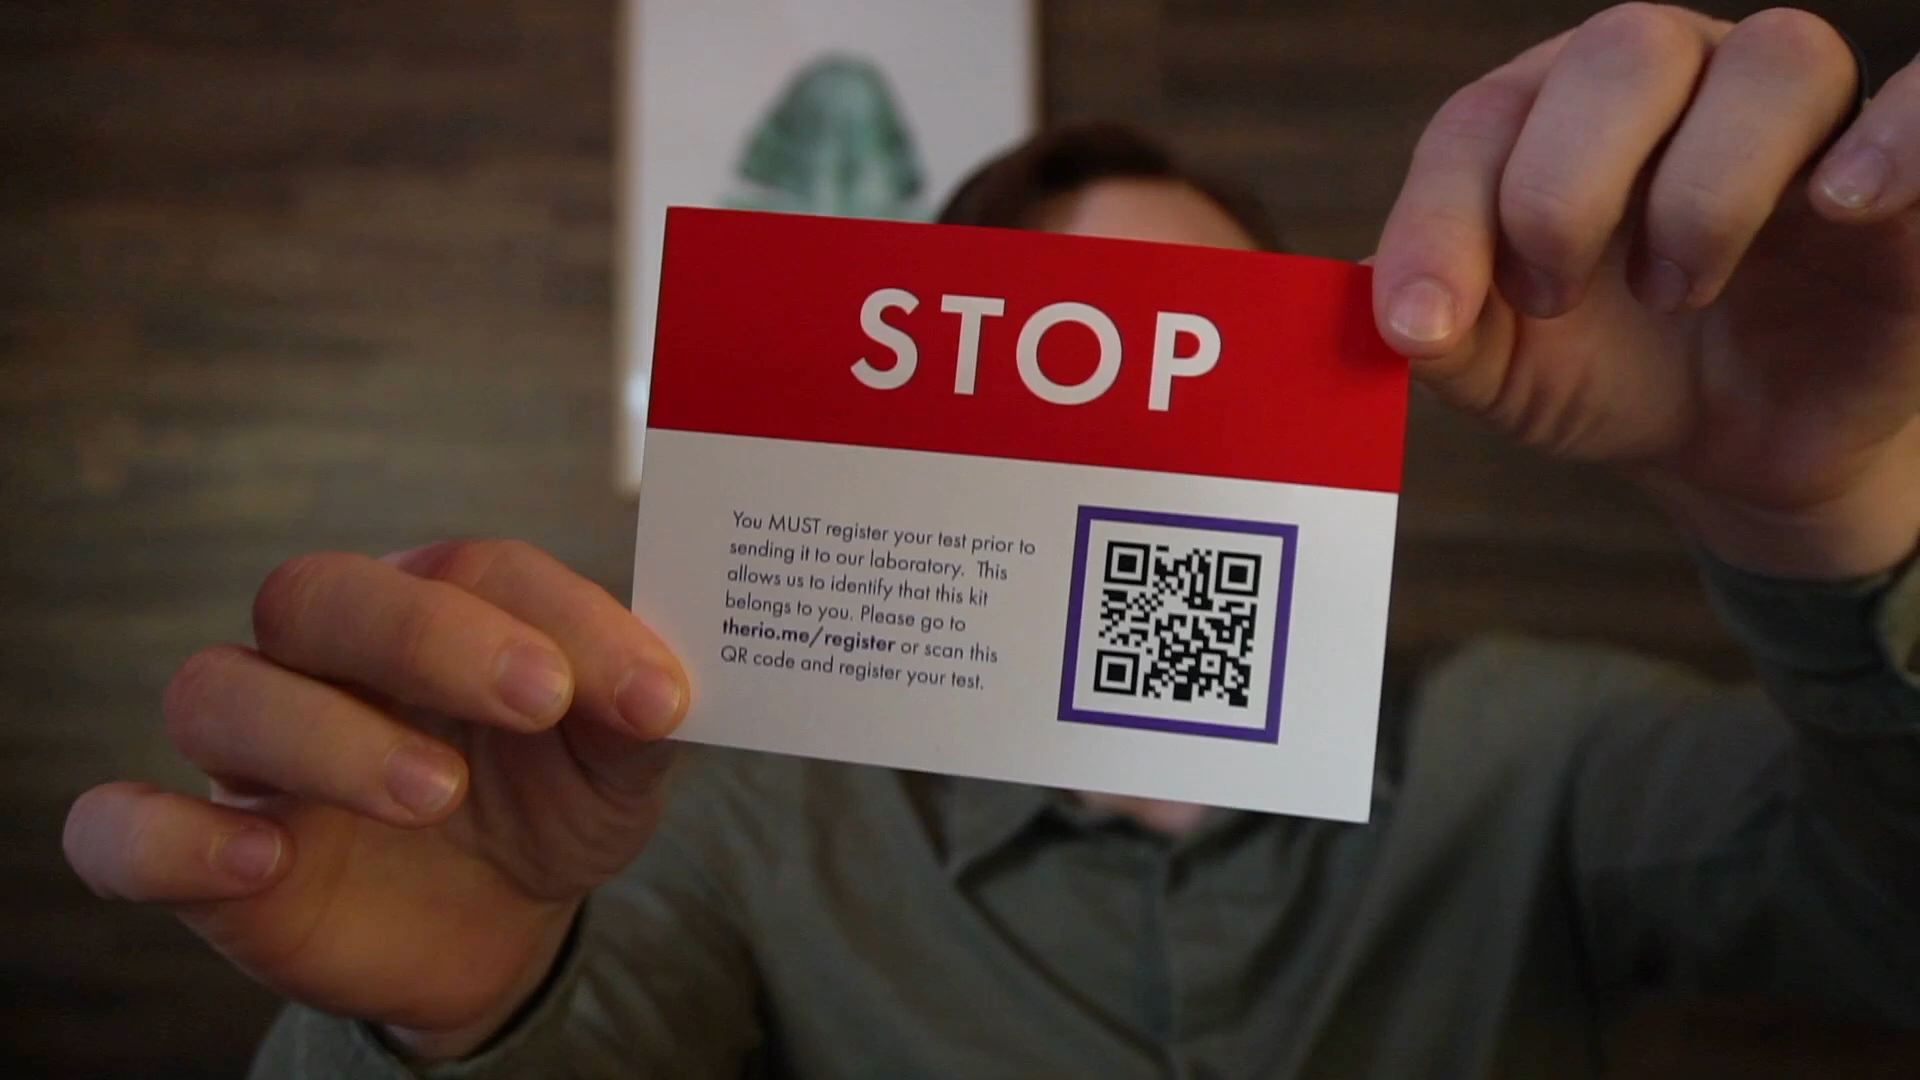 STOP
You MUST register your test prior to
sending it to our laboratory. This
allows us to identify that this kit
belongs to you. Please go to
therio.me/register or scan this
QR code and register your test.